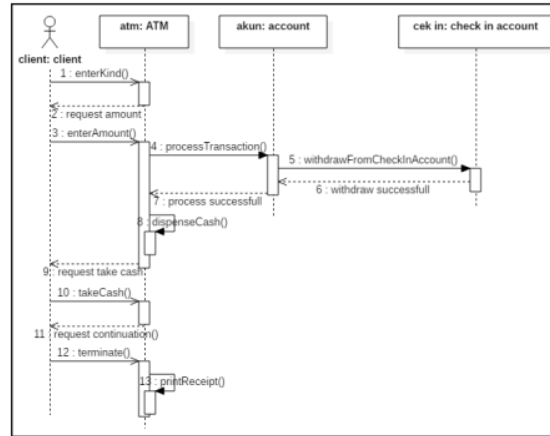 atm: ATM
akun: account
cek in: check in account
client: client
1 : enterKind()
2 : request amount
3 : enterAmount()
4 : processTransaction()
5 : withdrawFromCheckInAccount()
6 : withdraw successfull
7 : process successfull
8 : dispenseCash()
9 : request take cash
10 : takeCash()
11 : request continuation()
12 : terminate()
13 : printReceipt()